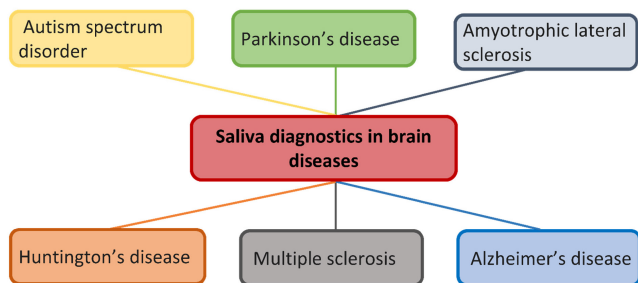 Autism spectrum
disorder
Parkinson's disease
Amyotrophic lateral
sclerosis
Saliva diagnostics in brain
diseases
Huntington's disease
Multiple sclerosis
Alzheimer's disease